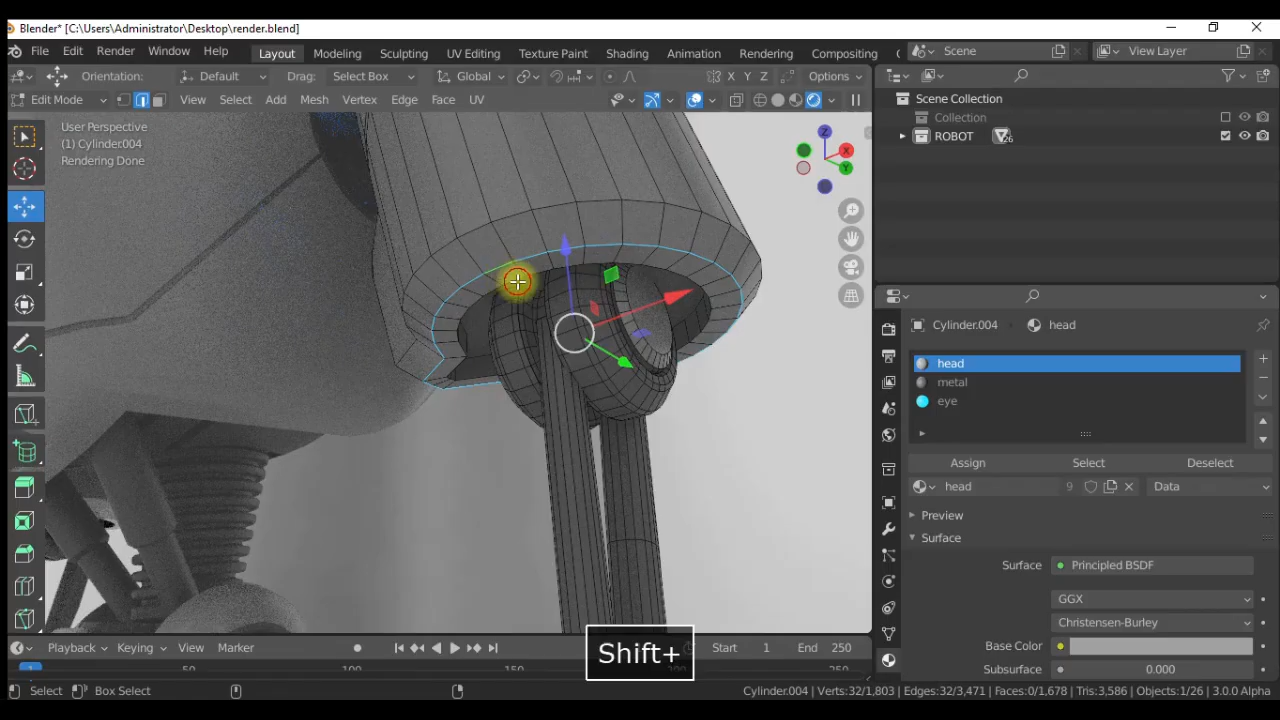 Blender* [C:\Users\Administrator\Desktop\render.blend]
File Edit Render Window Help Layout Modeling Sculpting UV Editing Texture Paint Shading Animation Rendering Compositing Scene View Layer
Orientation: Default Drag: Select Box Global X Y Z Options
Edit Mode View Select Add Mesh Vertex Edge Face UV
Scene Collection
Collection
ROBOT 26
User Perspective
(1) Cylinder.004
Rendering Done
Z
X
Y
Cylinder.004 head
head
metal
eye
Assign Select Deselect
head 9 Data
Preview
Surface
Surface Principled BSDF
GGX
Christensen-Burley
Base Color
Subsurface 0.000
Shift+
Playback Keying View Marker Start 1 End 250
1 50 100 150 200 250
Select Box Select Cylinder.004 | Verts:32/1,803 | Edges:32/3,471 | Faces:0/1,678 | Tris:3,586 | Objects:1/26 | 3.0.0 Alpha